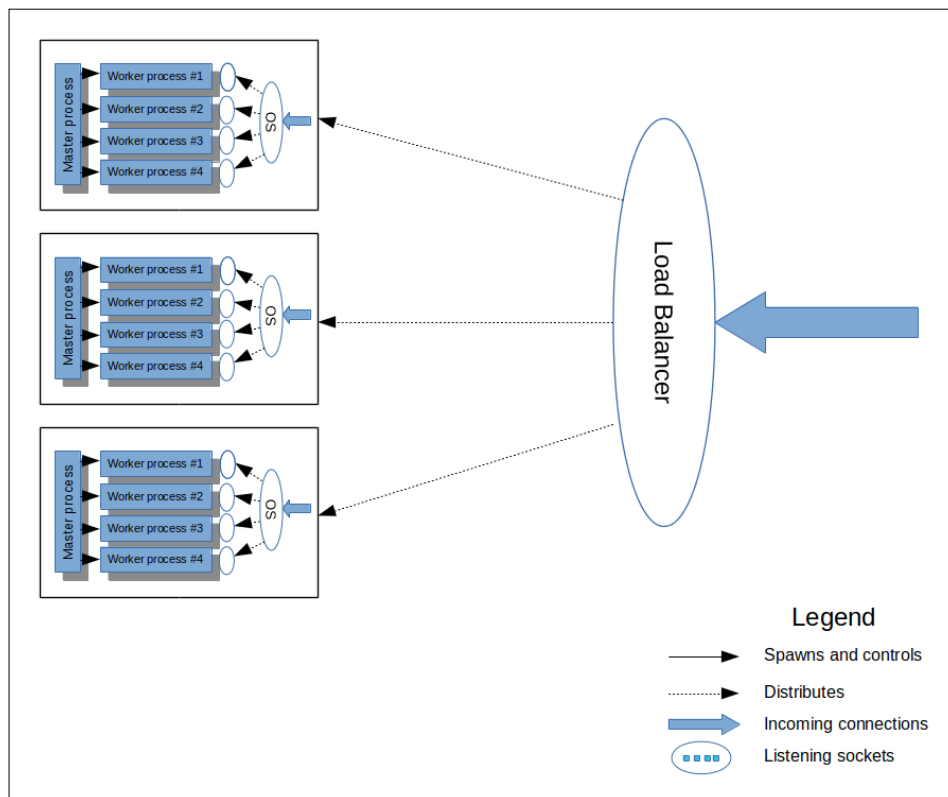 Master process
Worker process #1
Worker process #2
Worker process #3
Worker process #4
OS
Master process
Worker process #1
Worker process #2
Worker process #3
Worker process #4
OS
Master process
Worker process #1
Worker process #2
Worker process #3
Worker process #4
OS
Load Balancer
Legend
Spawns and controls
Distributes
Incoming connections
Listening sockets